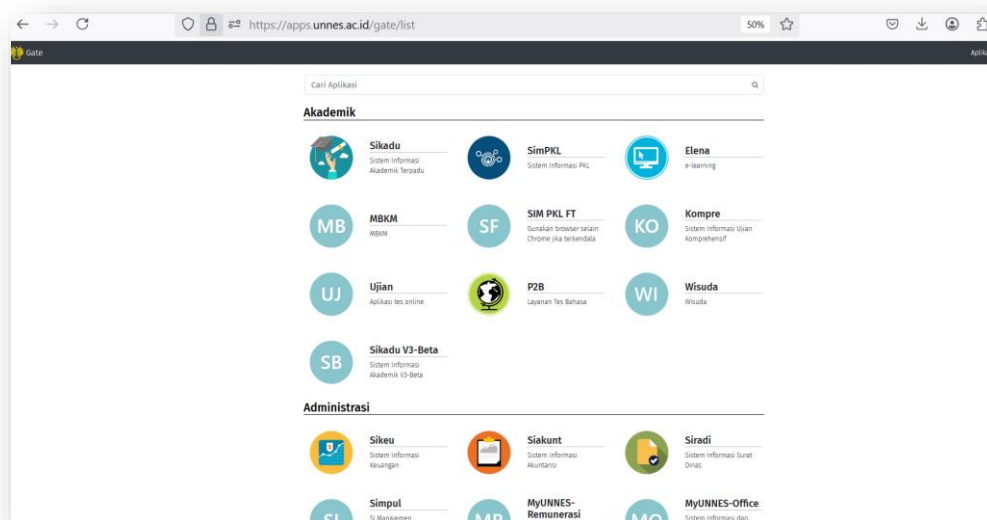 https://apps.unnes.ac.id/gate/list
50%
Gate
Cari Aplikasi
Akademik
Sikadu
Sistem Informasi
Akademik Terpadu
SimPKL
Sistem Informasi PKL
Elena
e-learning
MB
MBKM
MBKM
SF
SIM PKL FT
Gunakan browser selain
Chrome jika terkendala
KO
Kompre
Sistem Informasi Ujian
Komprehensif
UJ
Ujian
Aplikasi tes online
P2B
Layanan Tes Bahasa
WI
Wisuda
Wisuda
SB
Sikadu V3-Beta
Sistem Informasi
Akademik V3-Beta
Administrasi
Sikeu
Sistem Informasi
Keuangan
Siakunt
Sistem Informasi
Akuntansi
Siradi
Sistem Informasi Surat
Dinas
Simpul
SI Manajemen
MyUNNES-
Remunerasi
MyUNNES-Office
Sistem Informasi dan